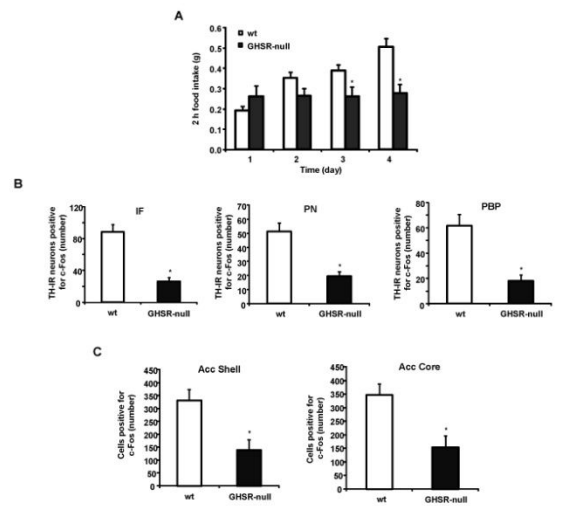 A
wt
GHSR-null
2 h food intake (g)
0.6
0.5
0.4
0.3
0.2
0.1
0.0
*
*
1 2 3 4
Time (day)
B
IF
TH-IR neurons positive
for c-Fos (number)
120
80
40
0
*
wt GHSR-null
PN
TH-IR neurons positive
for c-Fos (number)
70
60
50
40
30
20
10
0
*
wt GHSR-null
PBP
TH-IR neurons positive
for c-Fos (number)
80
60
40
20
0
*
wt GHSR-null
C
Acc Shell
Cells positive for
c-Fos (number)
450
400
350
300
250
200
150
100
50
0
*
wt GHSR-null
Acc Core
Cells positive for
c-Fos (number)
450
400
350
300
250
200
150
100
50
0
*
wt GHSR-null